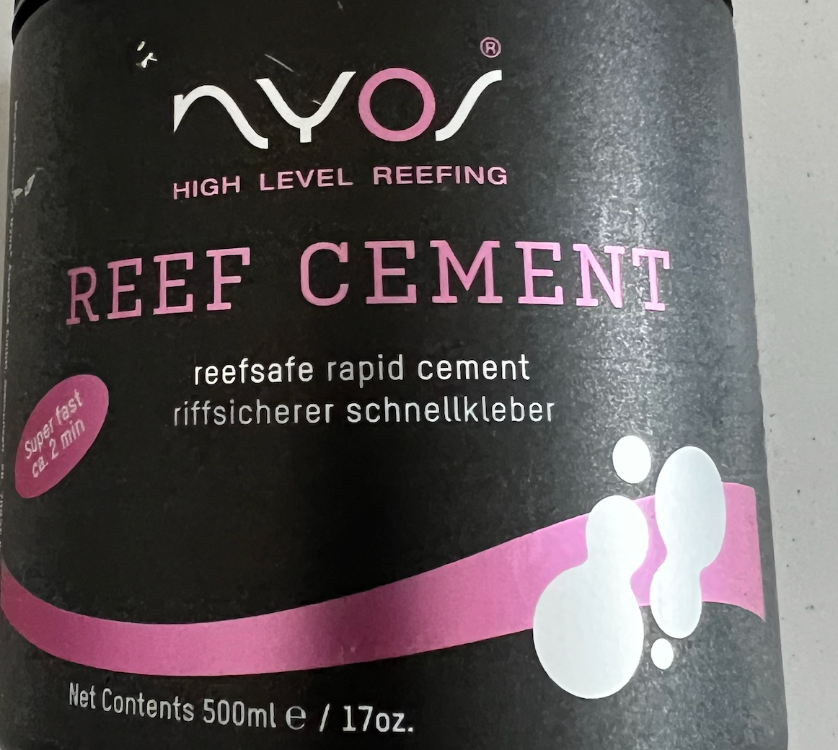 nyos®
HIGH LEVEL REEFING
REEF CEMENT
reefsafe rapid cement
riffsicherer schnellkleber
Super fast
ca. 2 min
Net Contents 500ml ℮ / 17oz.